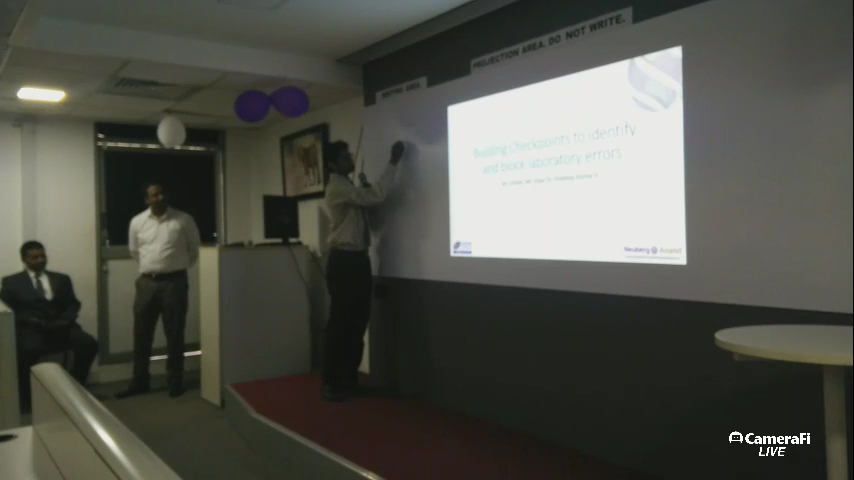 WRITING AREA.
PROJECTION AREA. DO NOT WRITE.
Building checkpoints to identify
and block laboratory errors
Neuberg Anand
CameraFi
LIVE